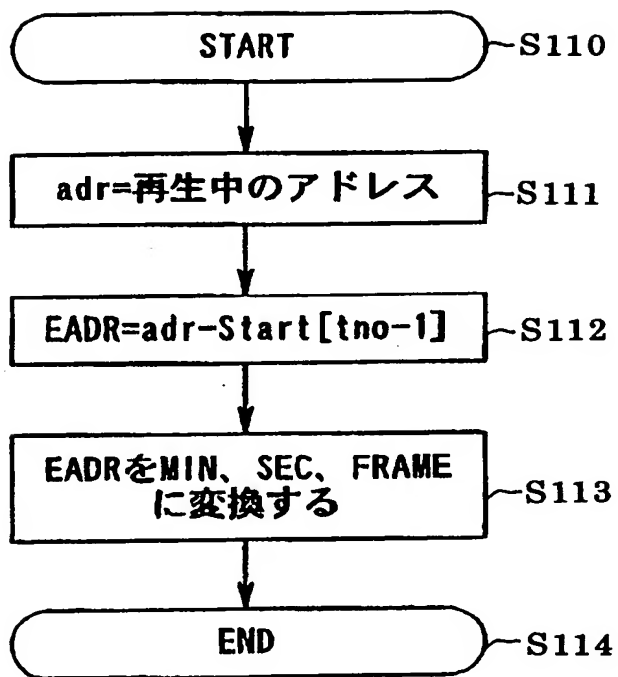 START
S110
adr=再生中のアドレス
S111
EADR=adr-Start[tno-1]
S112
EADRをMIN、SEC、FRAME
に変換する
S113
END
S114